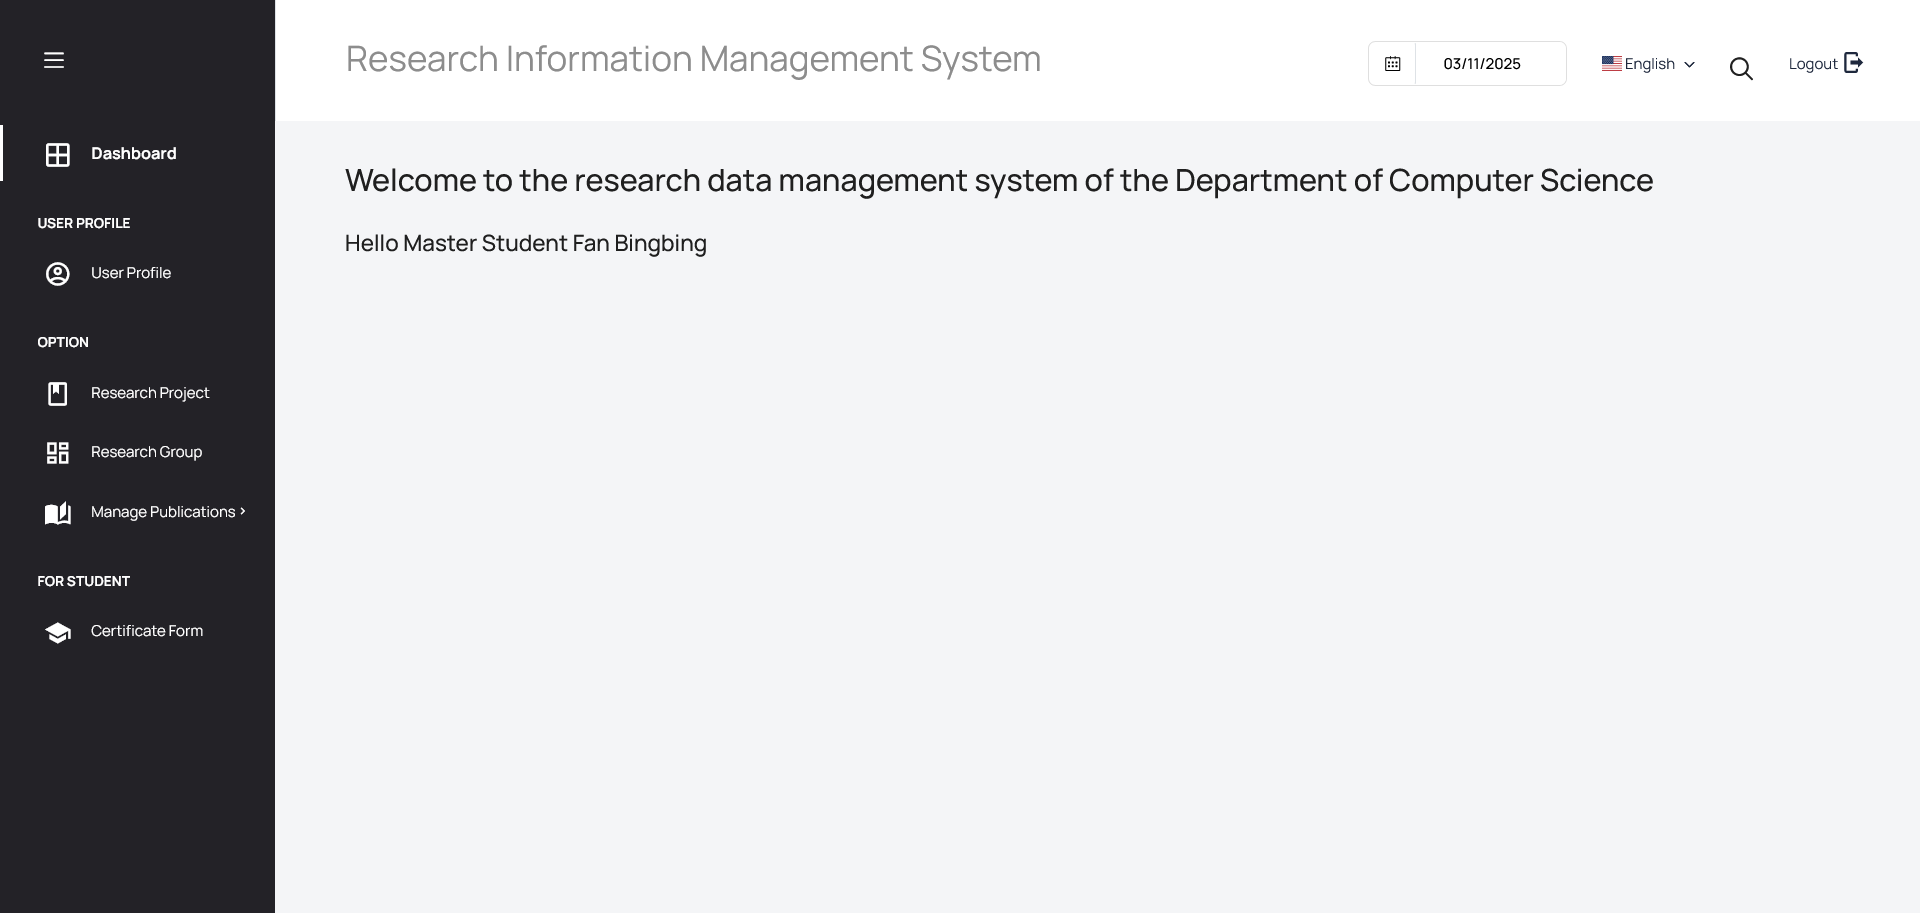 Research Information Management System
03/11/2025
English
Logout
Dashboard
USER PROFILE
User Profile
OPTION
Research Project
Research Group
Manage Publications
FOR STUDENT
Certificate Form
Welcome to the research data management system of the Department of Computer Science
Hello Master Student Fan Bingbing